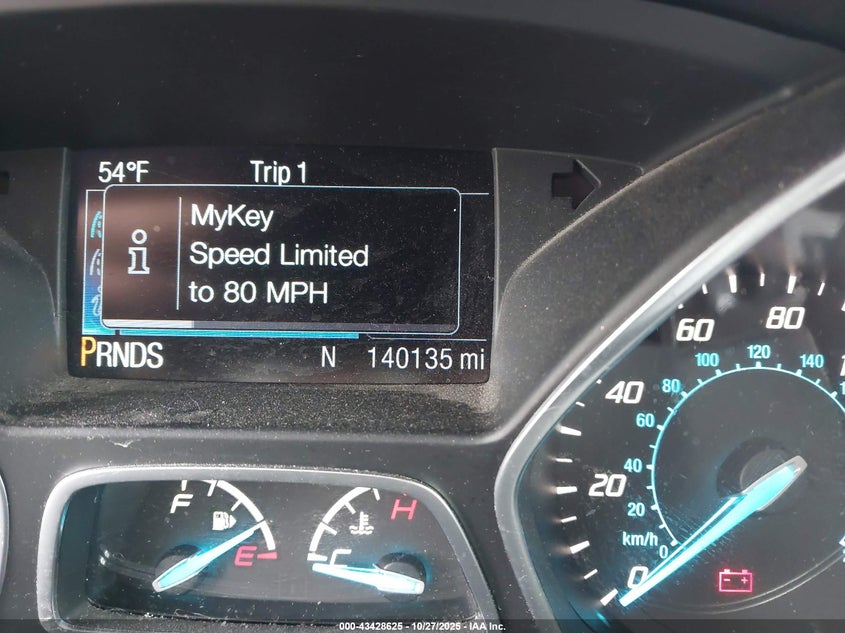 54°F Trip 1
MyKey
Speed Limited
to 80 MPH
PRNDS N 140135 mi
F
E
C
H
0
20
40
60
80
km/h
0
20
40
60
80
100
120
140
000-43428625 - 10/27/2025 - IAA Inc.